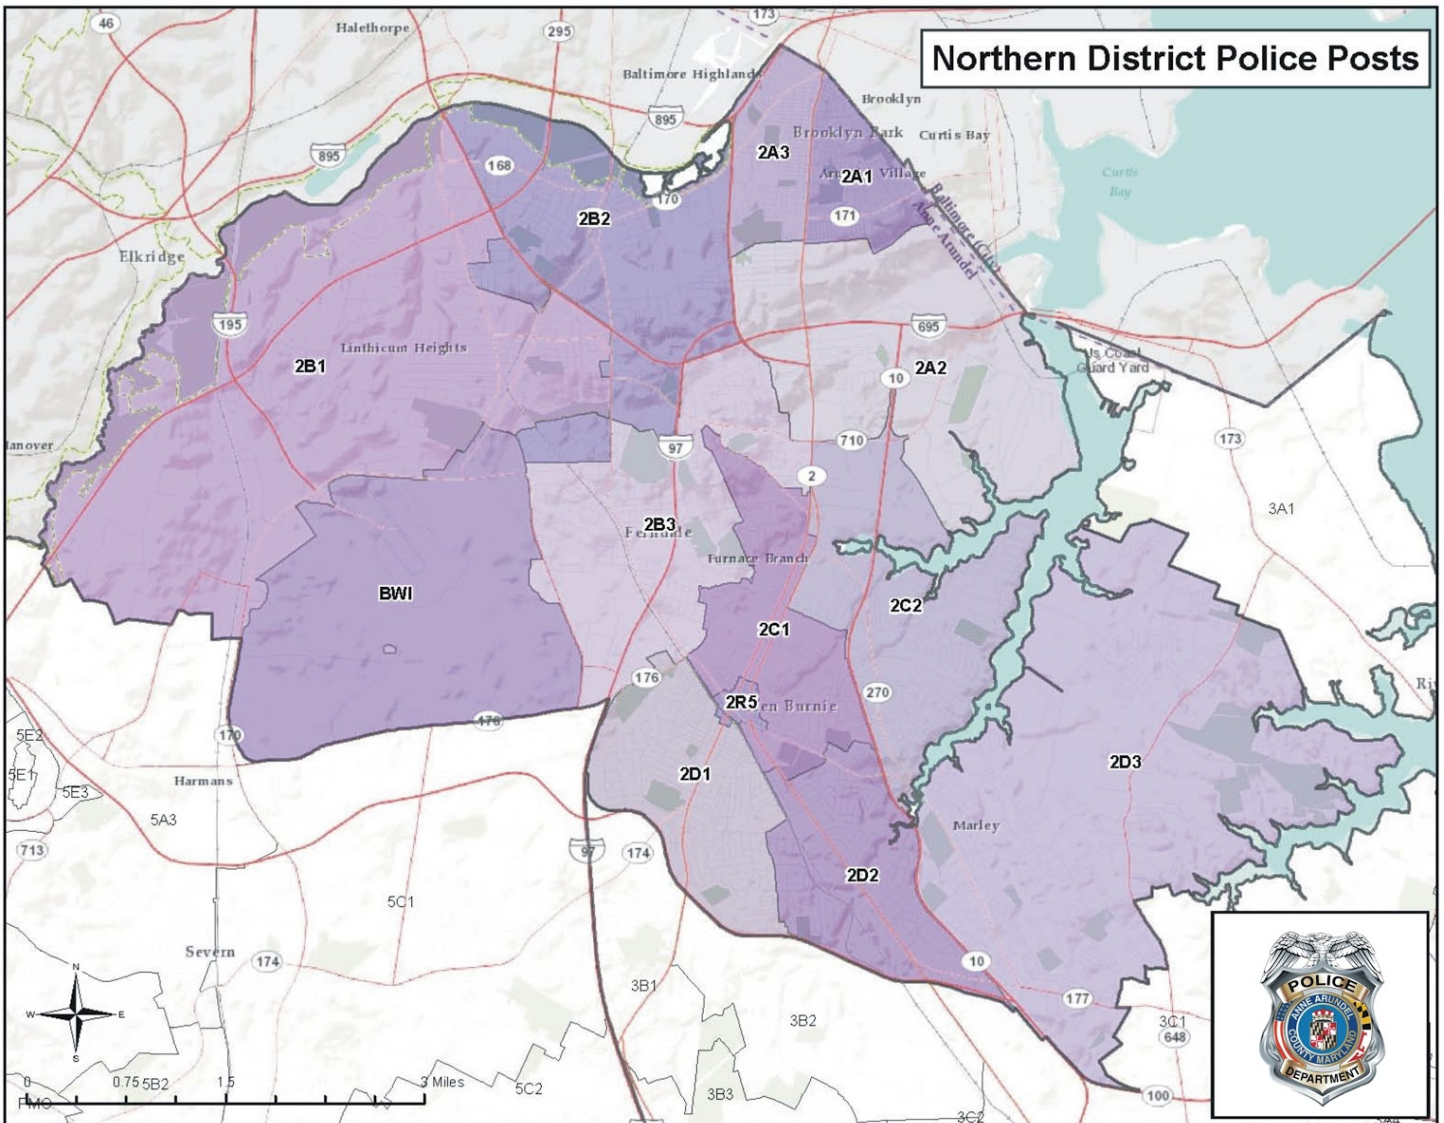 Northern District Police Posts
46
Halethorpe
295
173
Baltimore Highlands
895
Brooklyn
Brooklyn Park
Curtis Bay
895
168
2A3
2A1
Village
Curtis
Bay
170
2B2
171
Baltimore (City)
Anne Arundel
Elkridge
195
695
2B1
Linthicum Heights
2A2
Guard Yard
10
97
710
173
2
3A1
2B3
Ferndale
Furnace Branch
BWI
2C2
2C1
176
270
2R5
en Burnie
176
170
5E2
5E1
5E3
Harmans
2D1
2D3
5A3
Marley
713
97
174
2D2
5C1
Severn
174
10
3B1
177
3B2
3C1
648
N
W
E
S
0
0.75
1.5
3 Miles
5B2
5C2
3B3
3C2
100
POLICE
ANNE ARUNDEL
COUNTY MARYLAND
DEPARTMENT